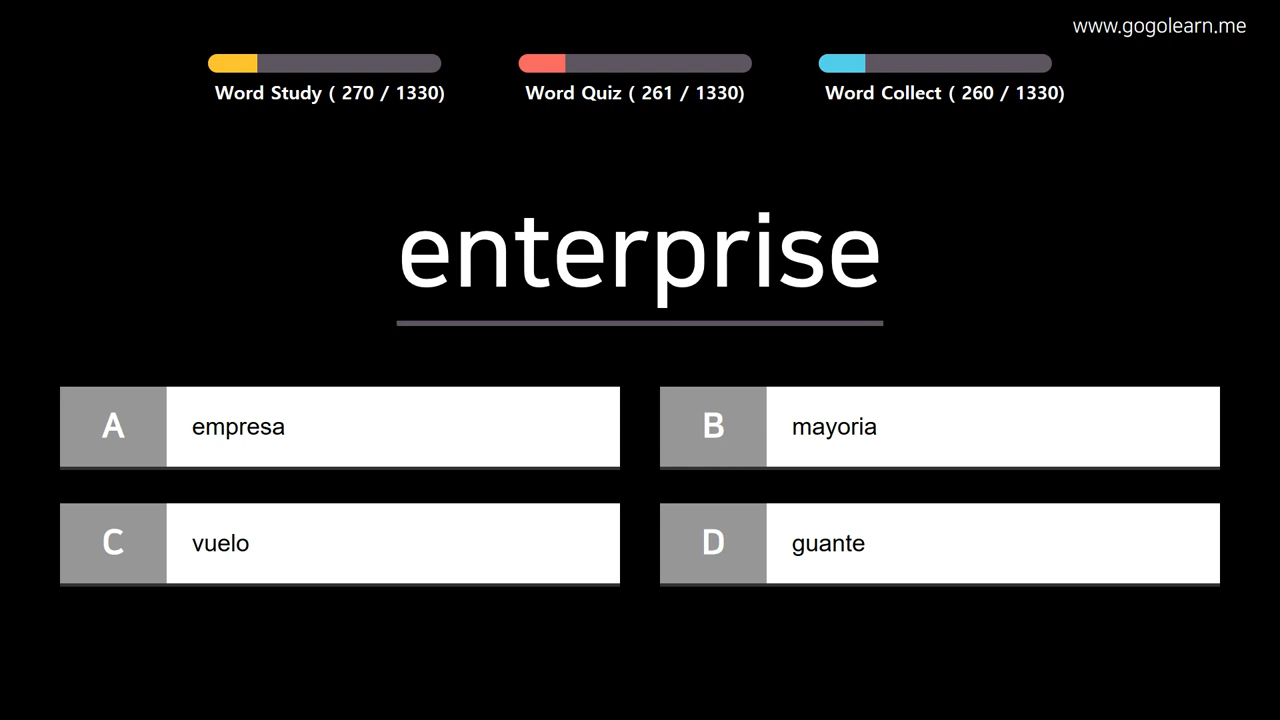 www.gogolearn.me
Word Study ( 270 / 1330)
Word Quiz ( 261 / 1330)
Word Collect ( 260 / 1330)
enterprise
A empresa
B mayoria
C vuelo
D guante